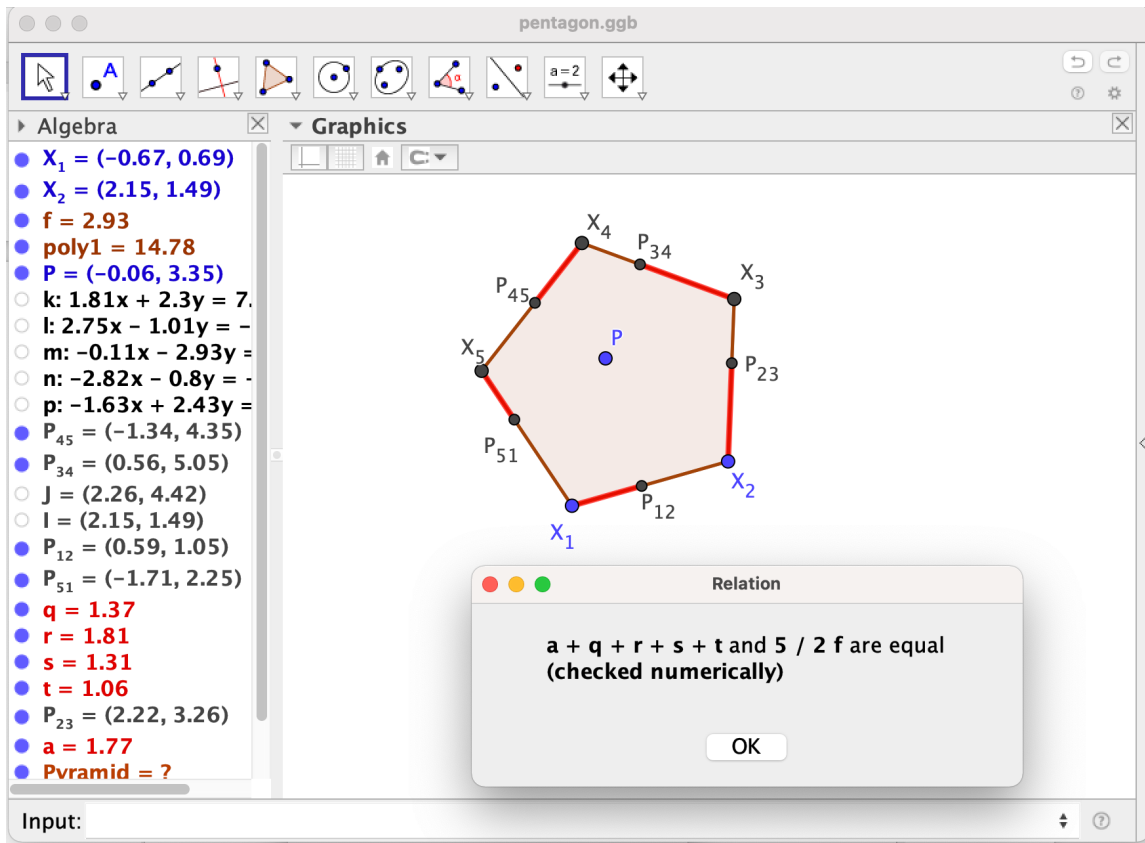 pentagon.ggb
A
α
a=2
Algebra
Graphics
X₁ = (-0.67, 0.69)
X₂ = (2.15, 1.49)
f = 2.93
poly1 = 14.78
P = (-0.06, 3.35)
k: 1.81x + 2.3y = 7.
l: 2.75x – 1.01y = –
m: -0.11x – 2.93y =
n: -2.82x – 0.8y = -
p: -1.63x + 2.43y =
P₄₅ = (-1.34, 4.35)
P₃₄ = (0.56, 5.05)
J = (2.26, 4.42)
I = (2.15, 1.49)
P₁₂ = (0.59, 1.05)
P₅₁ = (-1.71, 2.25)
q = 1.37
r = 1.81
s = 1.31
t = 1.06
P₂₃ = (2.22, 3.26)
a = 1.77
Pyramid = ?
X₄
P₃₄
X₃
P₄₅
P
X₅
P₂₃
P₅₁
X₂
P₁₂
X₁
Relation
a + q + r + s + t and 5 / 2 f are equal
(checked numerically)
OK
Input: